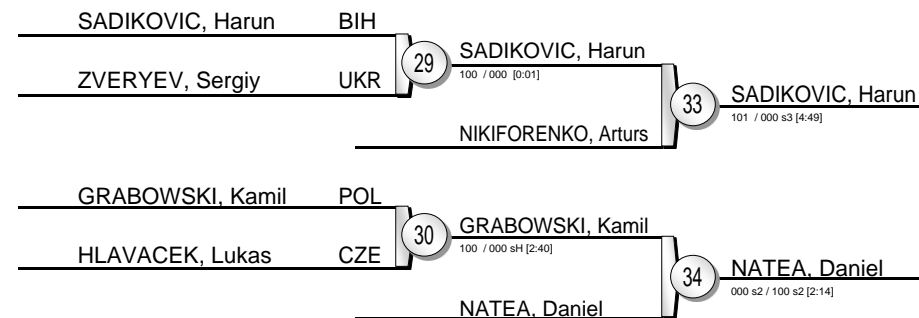 SADIKOVIC, Harun BIH
ZVERYEV, Sergiy UKR
29
SADIKOVIC, Harun
100 / 000 [0:01]
NIKIFORENKO, Arturs
33
SADIKOVIC, Harun
101 / 000 s3 [4:49]
GRABOWSKI, Kamil POL
HLAVACEK, Lukas CZE
30
GRABOWSKI, Kamil
100 / 000 sH [2:40]
NATEA, Daniel
34
NATEA, Daniel
000 s2 / 100 s2 [2:14]